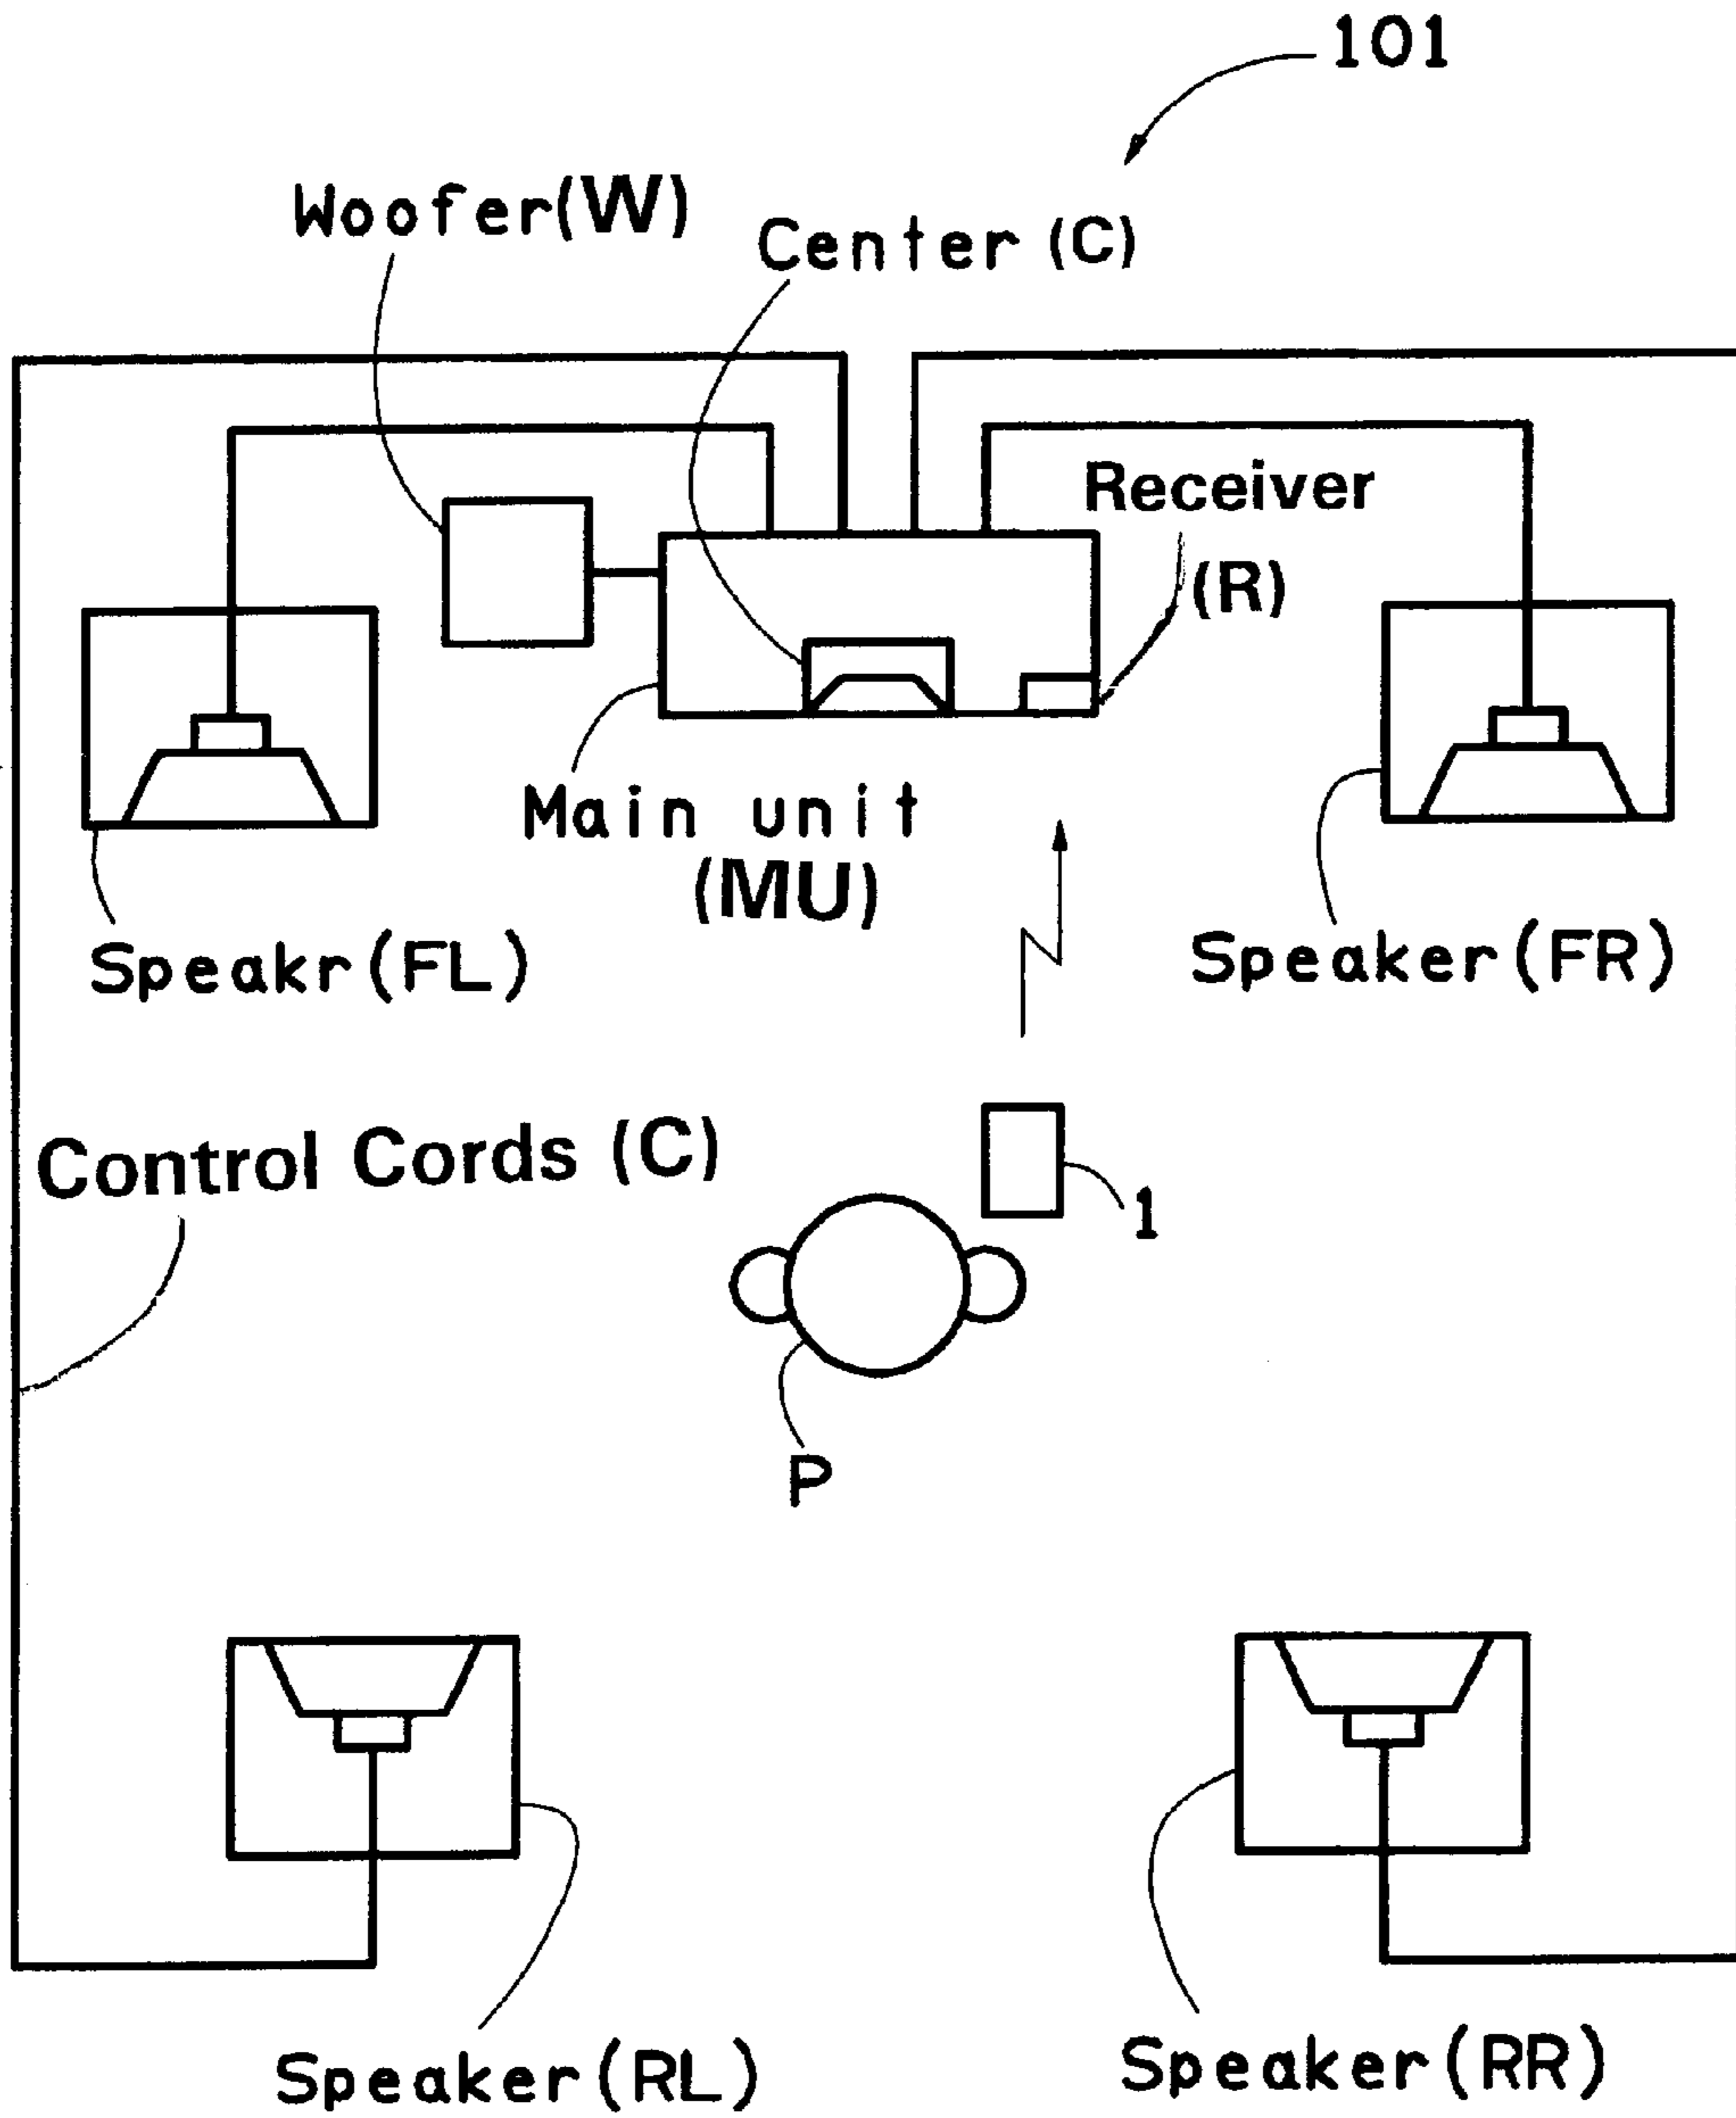 101
Woofer(W)
Center (C)
Receiver
(R)
Main unit
(MU)
Speakr(FL)
Speaker(FR)
Control Cords (C)
1
P
Speaker(RL)
Speaker(RR)